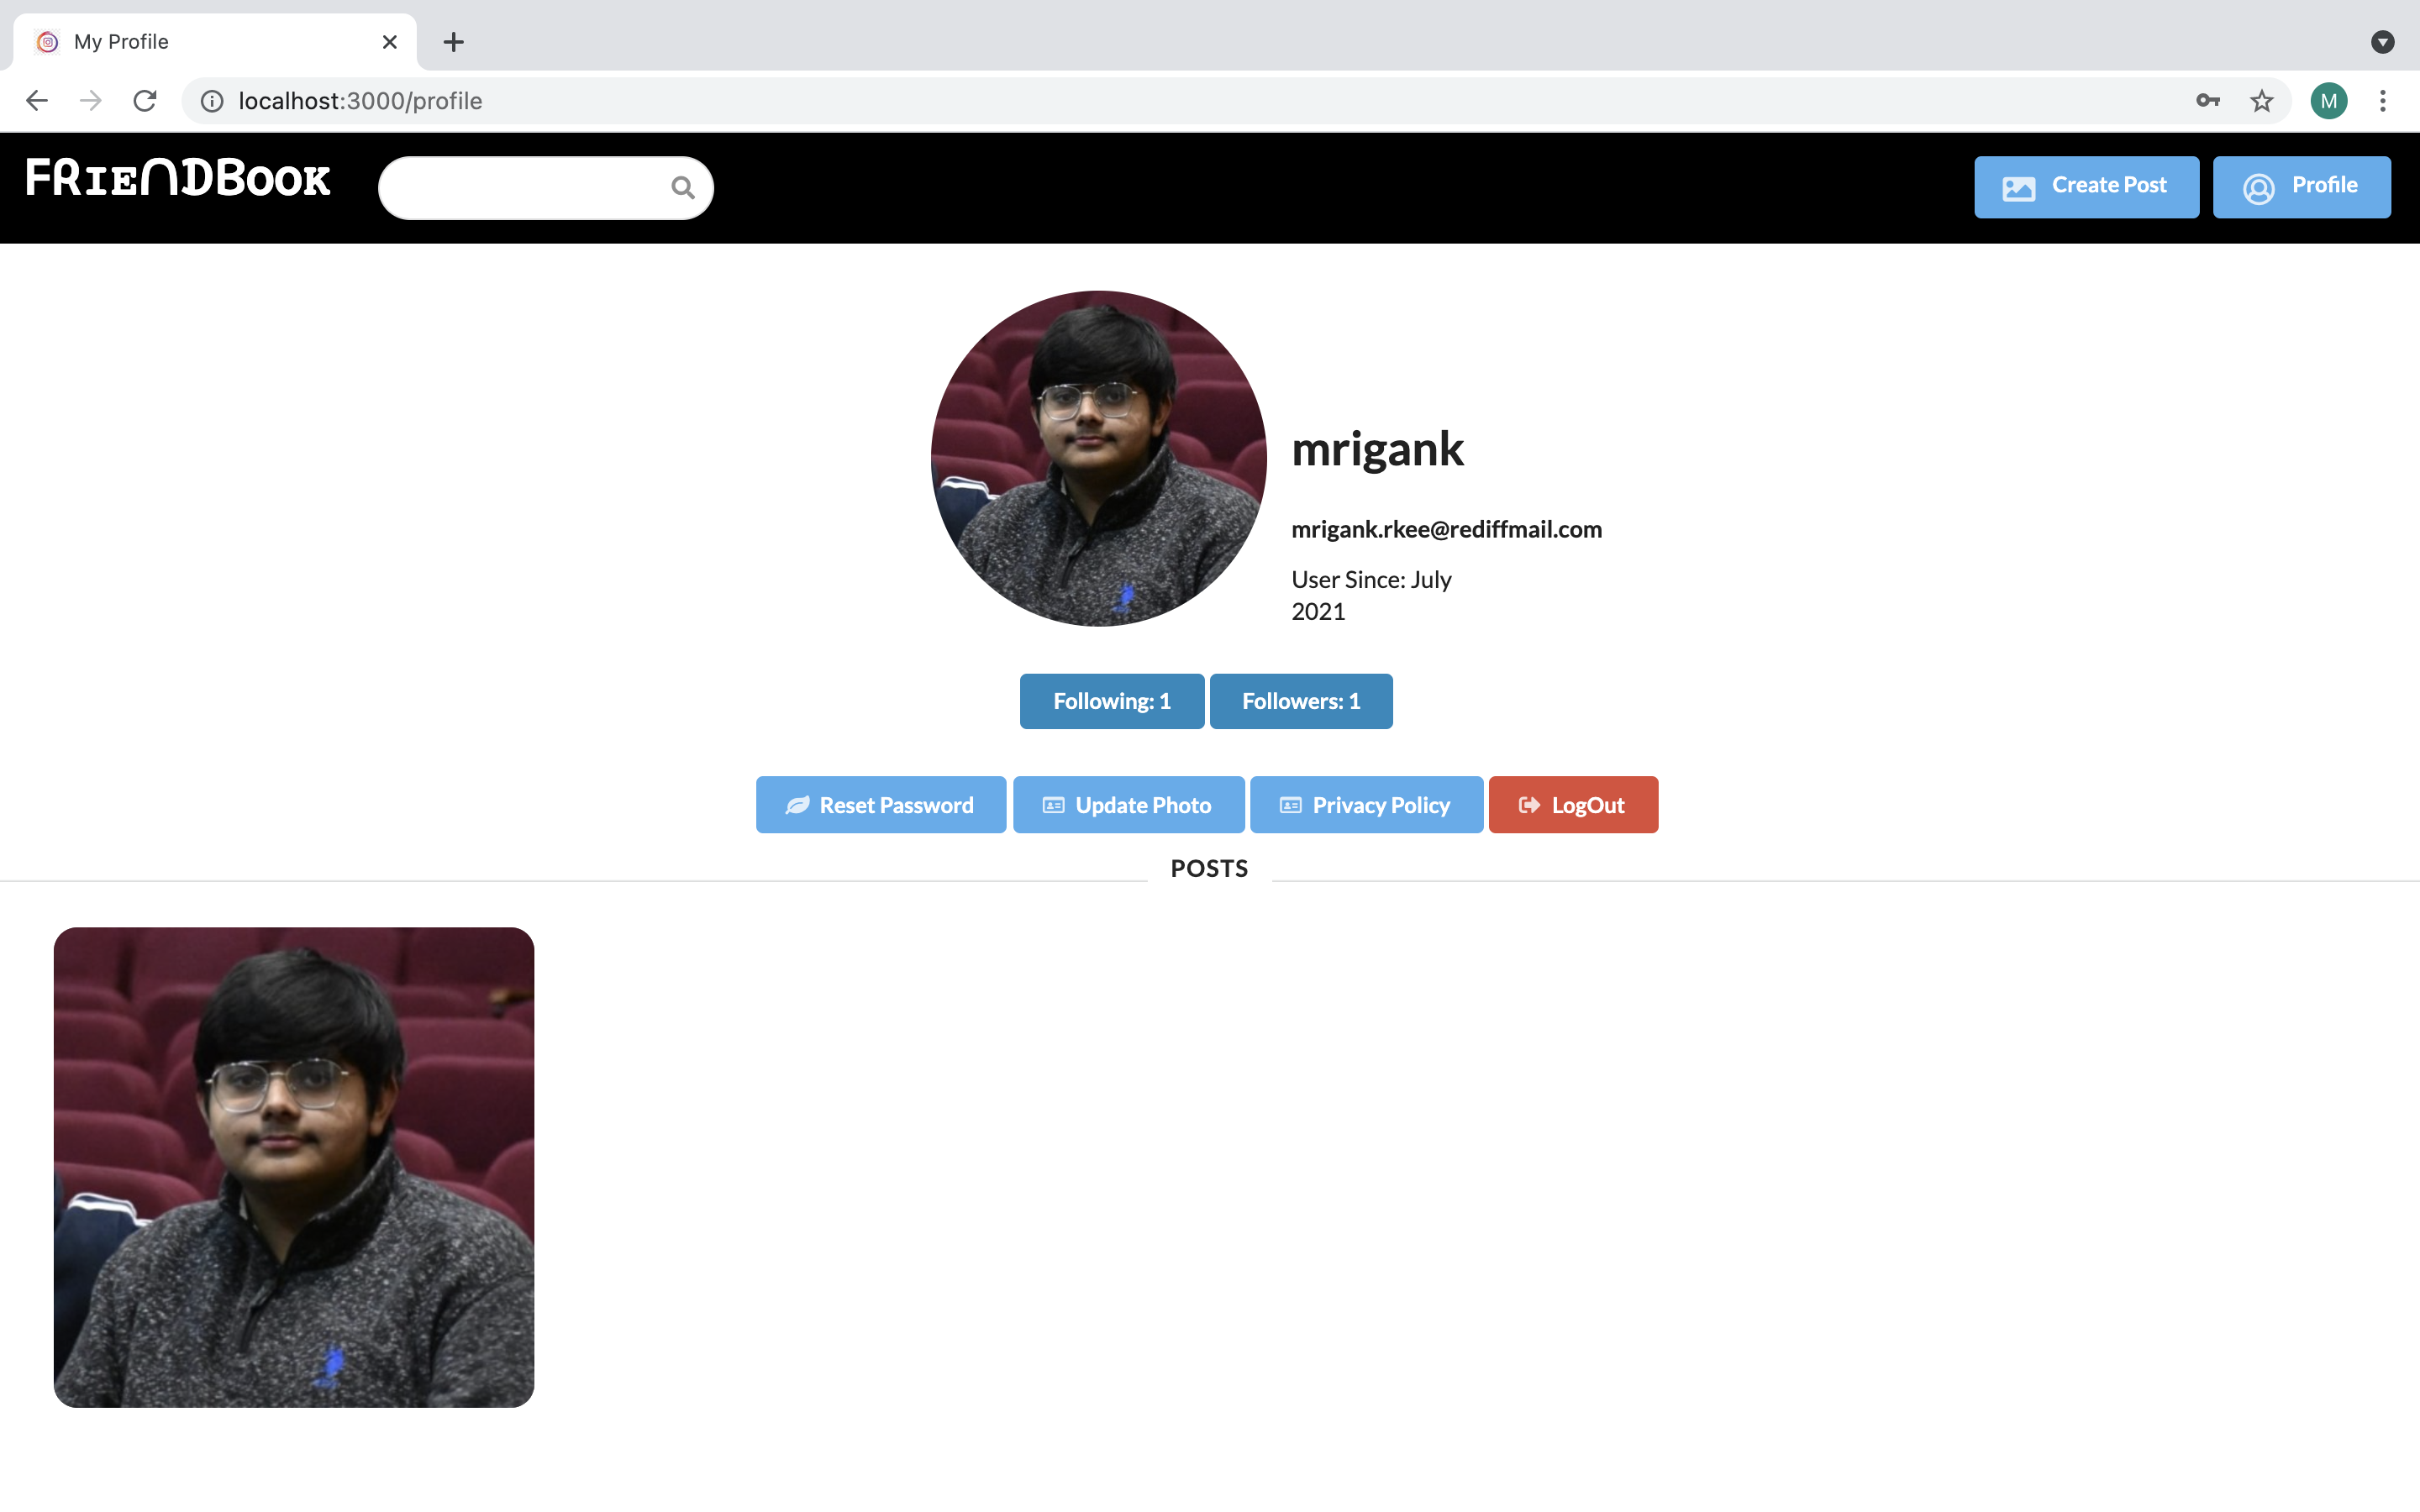 My Profile
localhost:3000/profile
M
FRIENDBOOK
Create Post
Profile
mrigank
mrigank.rkee@rediffmail.com
User Since: July
2021
Following: 1
Followers: 1
Reset Password
Update Photo
Privacy Policy
LogOut
POSTS